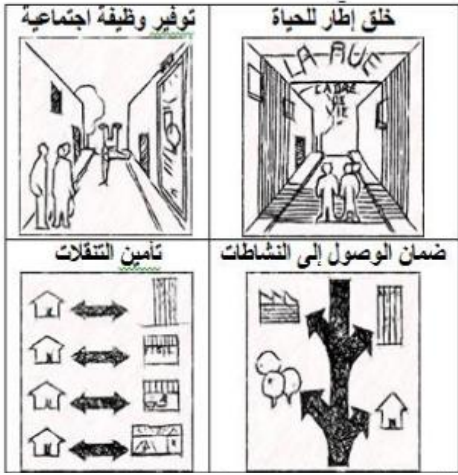 خلق إطار للحياة
LA RUE
CADRE
DE
VIE
توفير وظيفة اجتماعية
ضمان الوصول إلى النشاطات
تأمين التنقلات